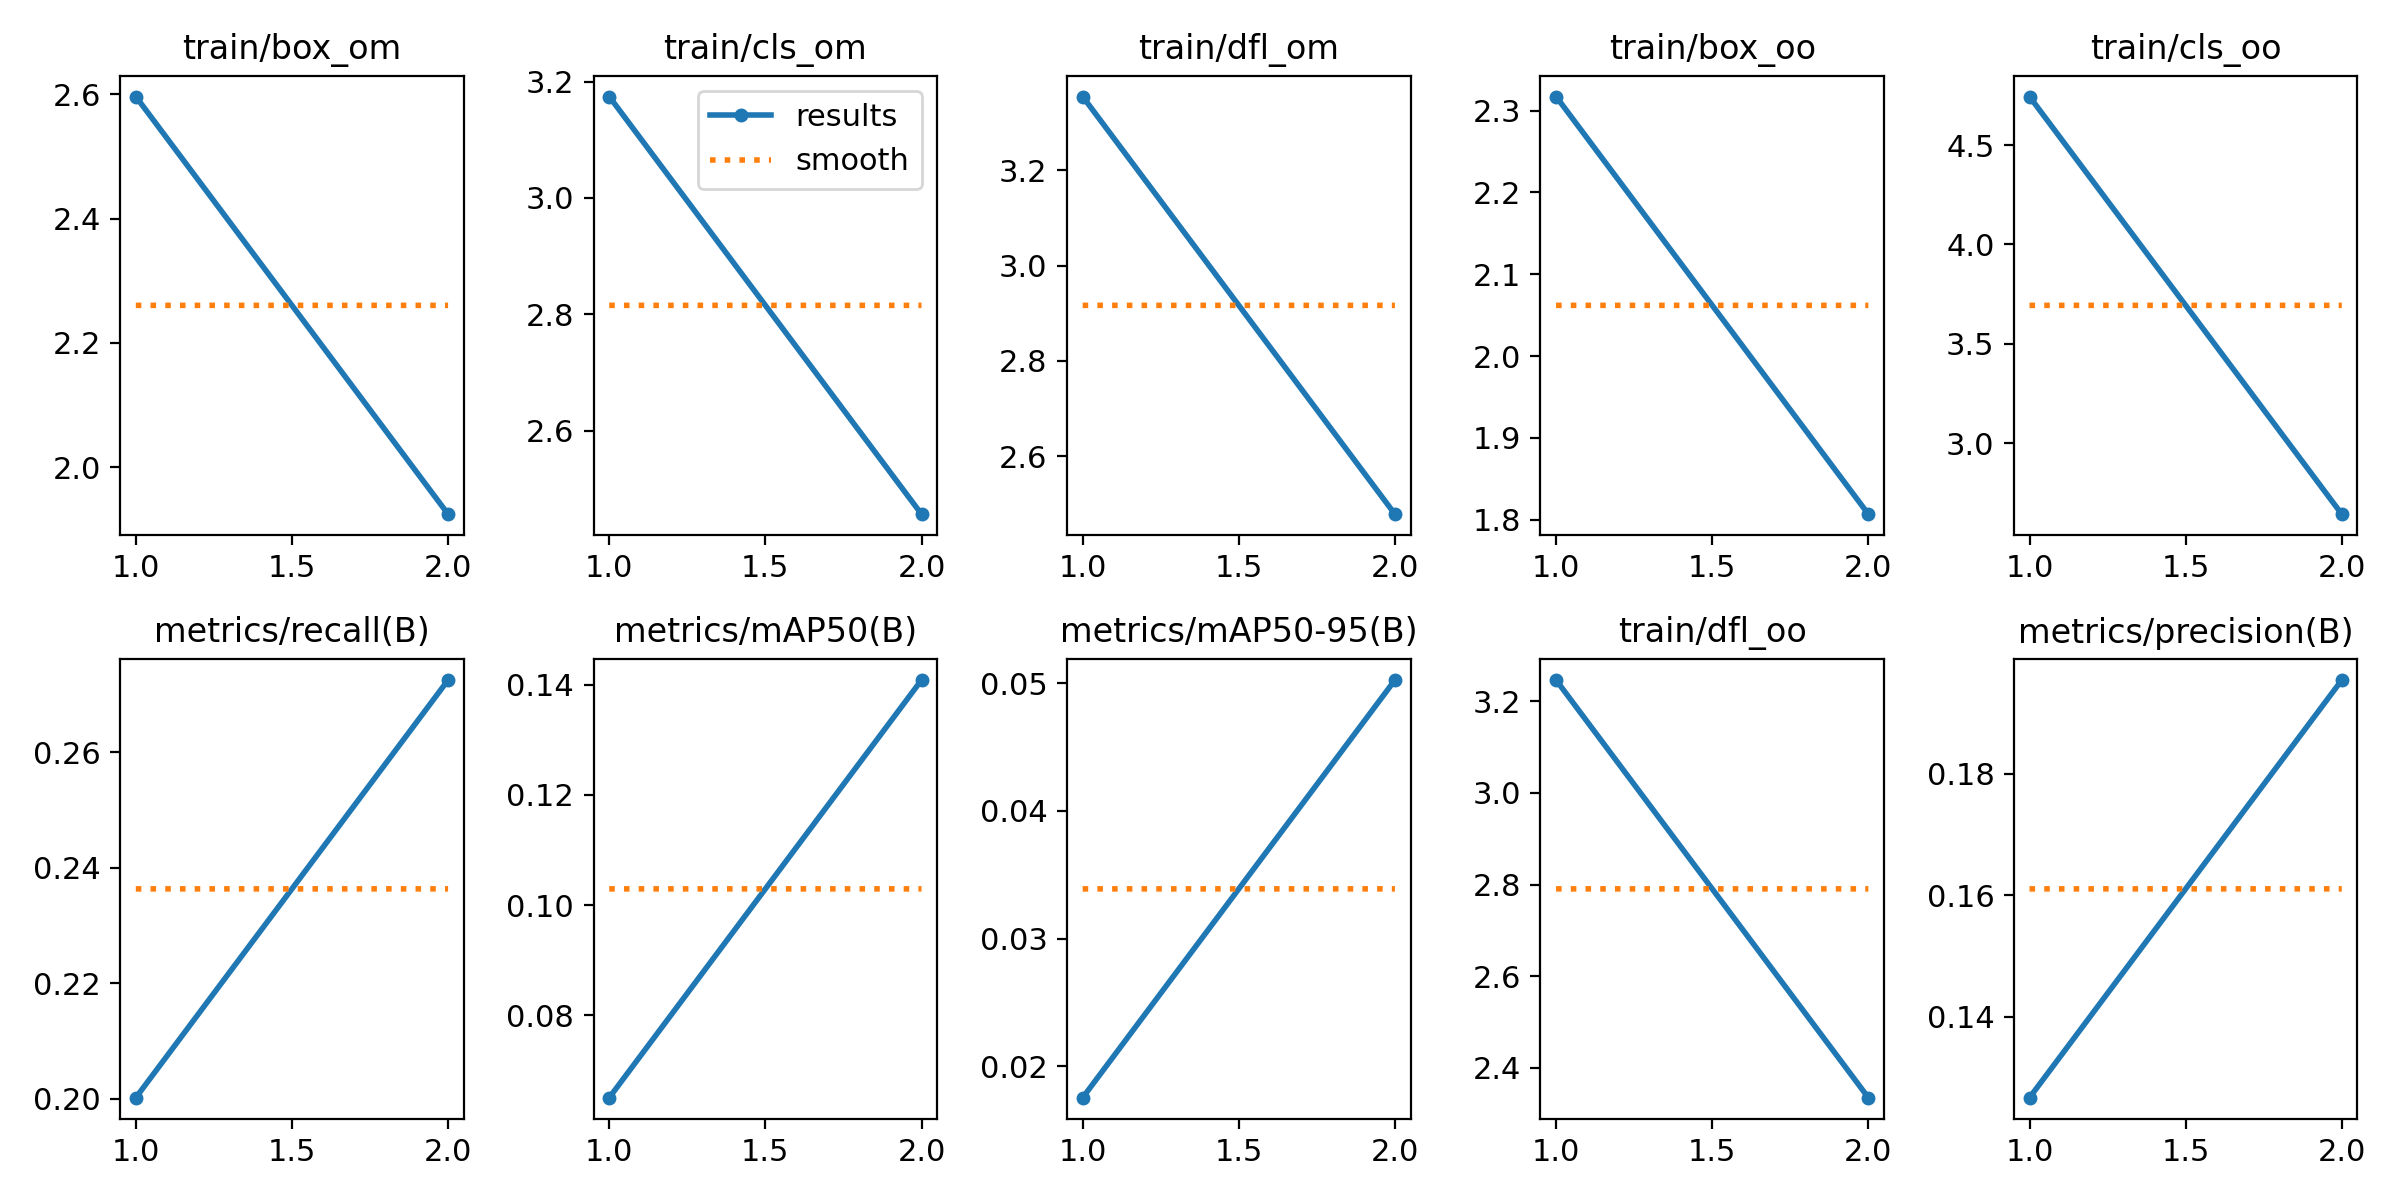 train/box_om
train/cls_om
train/dfl_om
train/box_oo
train/cls_oo
2.6
2.4
2.2
2.0
1.0 1.5 2.0
3.2
3.0
2.8
2.6
results
smooth
1.0 1.5 2.0
3.2
3.0
2.8
2.6
1.0 1.5 2.0
2.3
2.2
2.1
2.0
1.9
1.8
1.0 1.5 2.0
4.5
4.0
3.5
3.0
1.0 1.5 2.0
metrics/recall(B)
metrics/mAP50(B)
metrics/mAP50-95(B)
train/dfl_oo
metrics/precision(B)
0.26
0.24
0.22
0.20
1.0 1.5 2.0
0.14
0.12
0.10
0.08
1.0 1.5 2.0
0.05
0.04
0.03
0.02
1.0 1.5 2.0
3.2
3.0
2.8
2.6
2.4
1.0 1.5 2.0
0.18
0.16
0.14
1.0 1.5 2.0